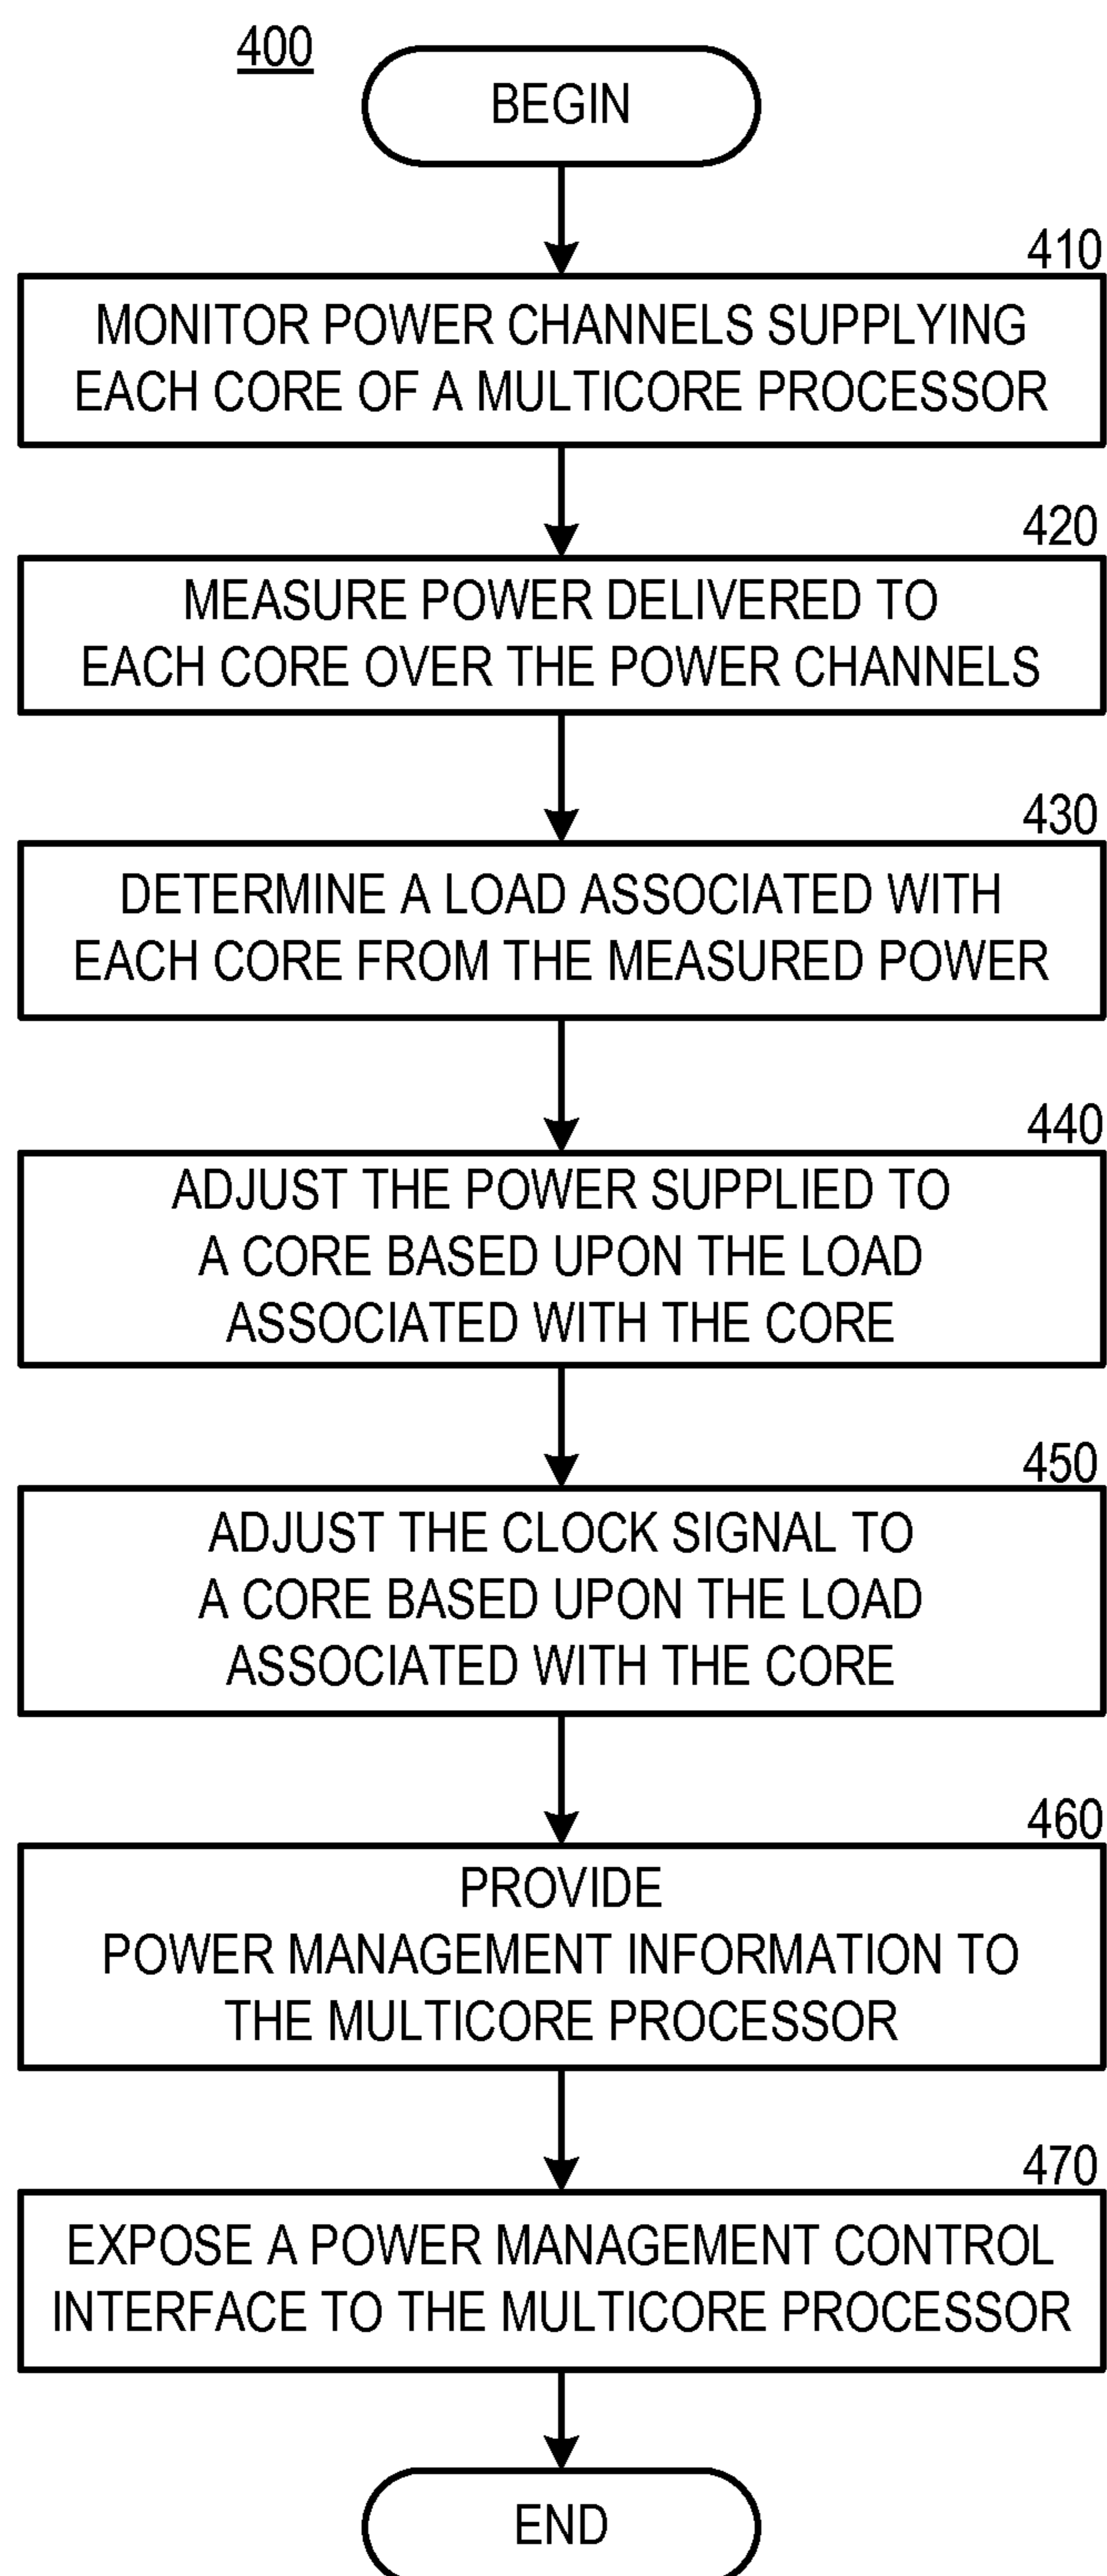 400
BEGIN
410
MONITOR POWER CHANNELS SUPPLYING
EACH CORE OF A MULTICORE PROCESSOR
420
MEASURE POWER DELIVERED TO
EACH CORE OVER THE POWER CHANNELS
430
DETERMINE A LOAD ASSOCIATED WITH
EACH CORE FROM THE MEASURED POWER
440
ADJUST THE POWER SUPPLIED TO
A CORE BASED UPON THE LOAD
ASSOCIATED WITH THE CORE
450
ADJUST THE CLOCK SIGNAL TO
A CORE BASED UPON THE LOAD
ASSOCIATED WITH THE CORE
460
PROVIDE
POWER MANAGEMENT INFORMATION TO
THE MULTICORE PROCESSOR
470
EXPOSE A POWER MANAGEMENT CONTROL
INTERFACE TO THE MULTICORE PROCESSOR
END